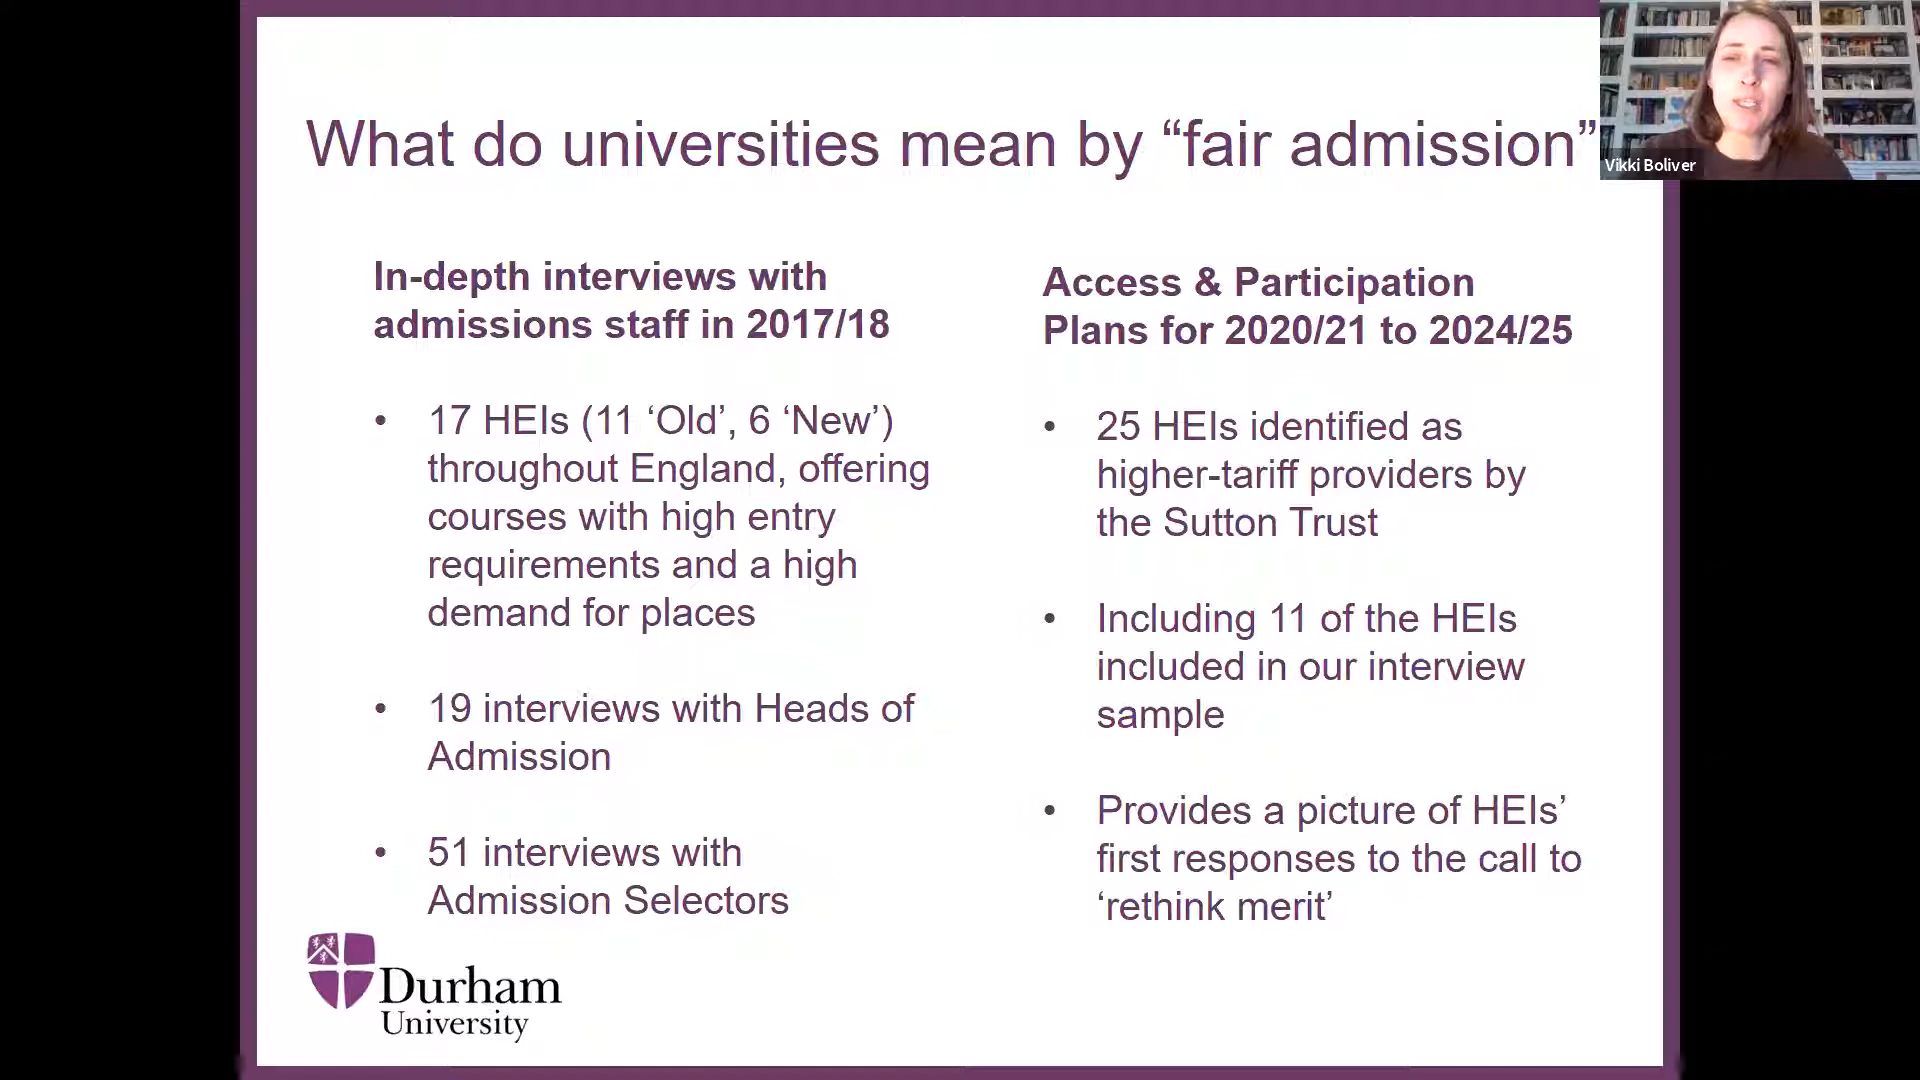 What do universities mean by “fair admission”
Vikki Boliver
In-depth interviews with
admissions staff in 2017/18
• 17 HEIs (11 ‘Old’, 6 ‘New’)
throughout England, offering
courses with high entry
requirements and a high
demand for places
• 19 interviews with Heads of
Admission
• 51 interviews with
Admission Selectors
Access & Participation
Plans for 2020/21 to 2024/25
• 25 HEIs identified as
higher-tariff providers by
the Sutton Trust
• Including 11 of the HEIs
included in our interview
sample
• Provides a picture of HEIs’
first responses to the call to
‘rethink merit’
Durham
University